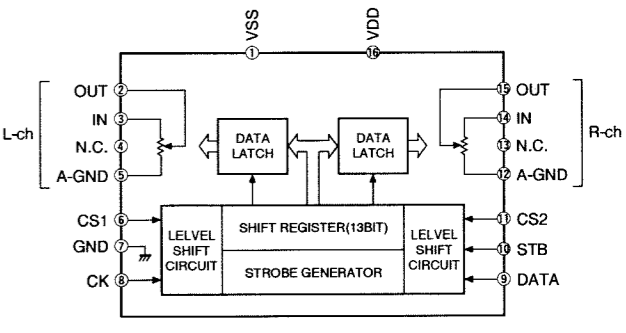 VSS
VDD
1
16
L-ch
OUT 2
IN 3
N.C. 4
A-GND 5
CS1 6
GND 7
CK 8
15 OUT
14 IN
13 N.C.
12 A-GND
R-ch
11 CS2
10 STB
9 DATA
DATA
LATCH
DATA
LATCH
LELVEL
SHIFT
CIRCUIT
SHIFT REGISTER(13BIT)
STROBE GENERATOR
LELVEL
SHIFT
CIRCUIT